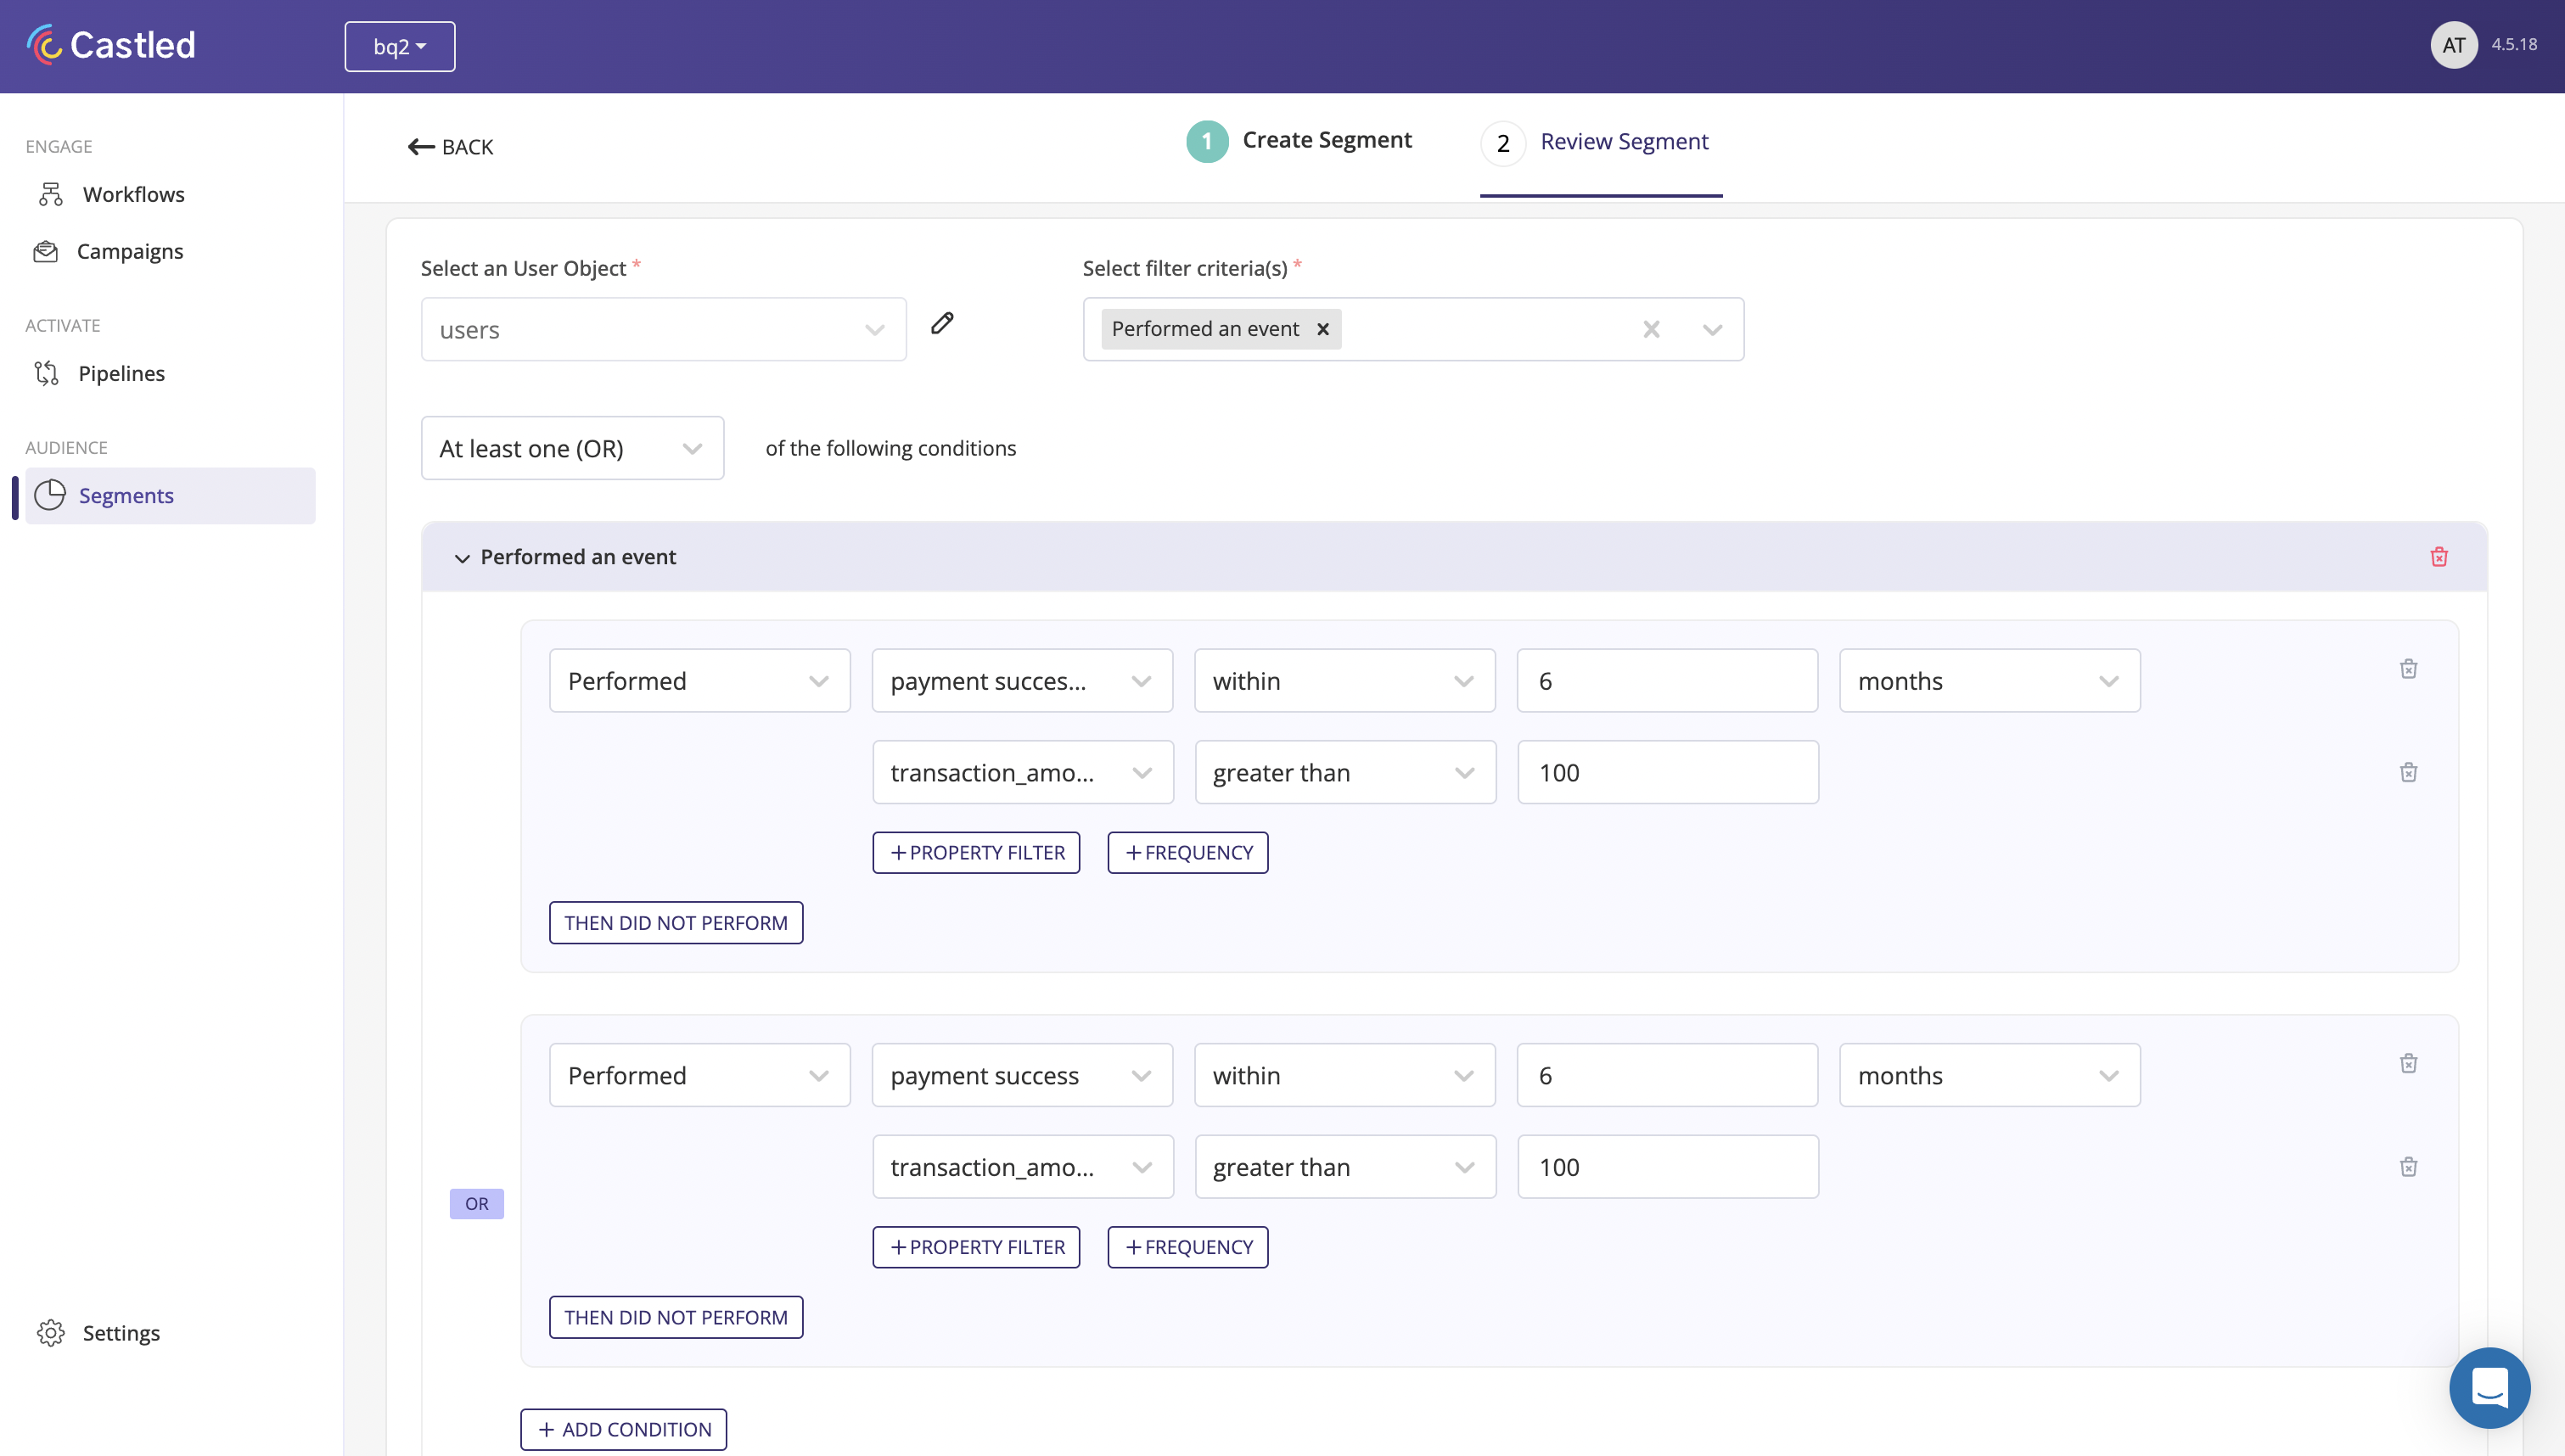 Castled
bq2
AT
4.5.18
ENGAGE
Workflows
Campaigns
ACTIVATE
Pipelines
AUDIENCE
Segments
Settings
BACK
1 Create Segment
2 Review Segment
Select an User Object *
Select filter criteria(s) *
users
Performed an event
At least one (OR)
of the following conditions
Performed an event
Performed
payment succes...
within
6
months
transaction_amo...
greater than
100
+PROPERTY FILTER
+FREQUENCY
THEN DID NOT PERFORM
OR
Performed
payment success
within
6
months
transaction_amo...
greater than
100
+PROPERTY FILTER
+FREQUENCY
THEN DID NOT PERFORM
+ ADD CONDITION